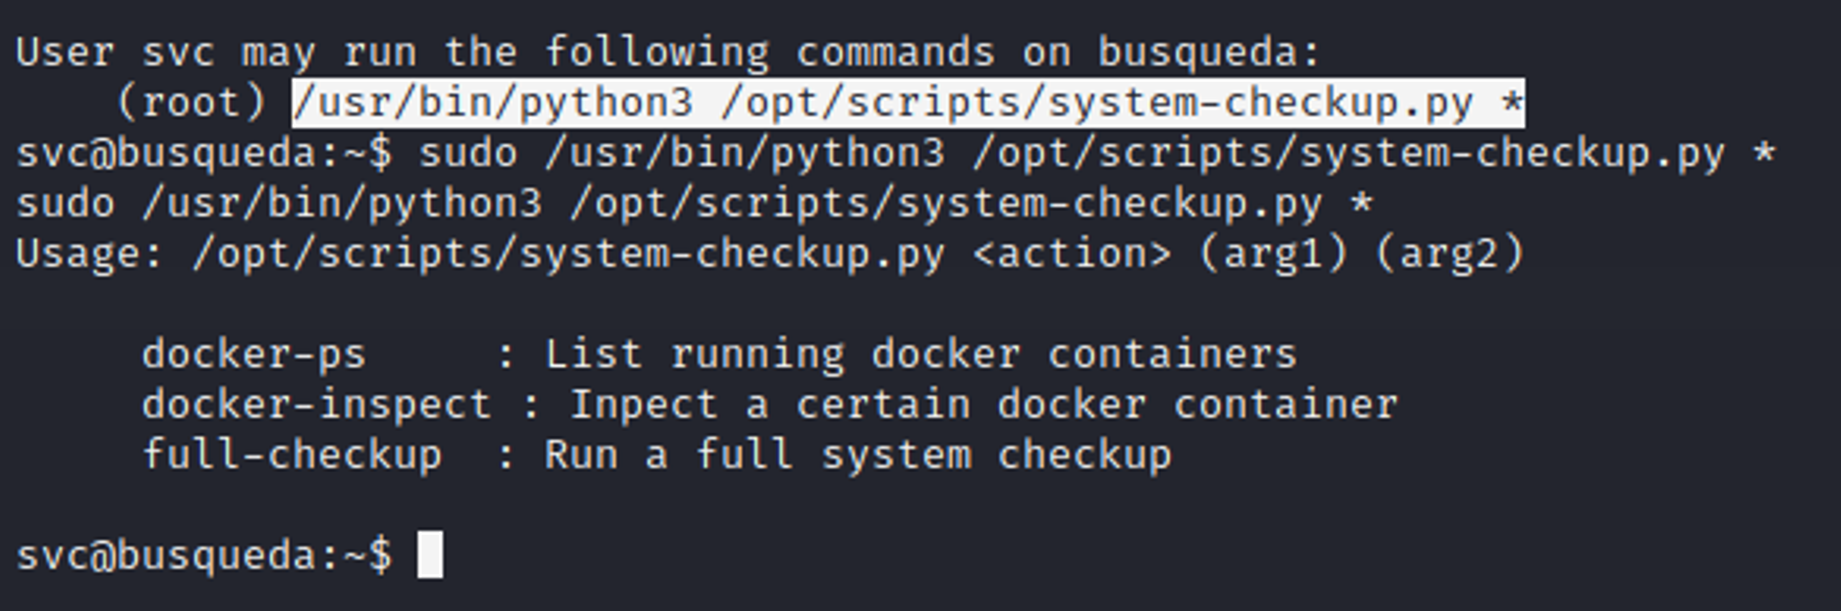 User svc may run the following commands on busqueda:
(root) /usr/bin/python3 /opt/scripts/system-checkup.py *
svc@busqueda:~$ sudo /usr/bin/python3 /opt/scripts/system-checkup.py *
sudo /usr/bin/python3 /opt/scripts/system-checkup.py *
Usage: /opt/scripts/system-checkup.py <action> (arg1) (arg2)
docker-ps : List running docker containers
docker-inspect : Inpect a certain docker container
full-checkup : Run a full system checkup
svc@busqueda:~$